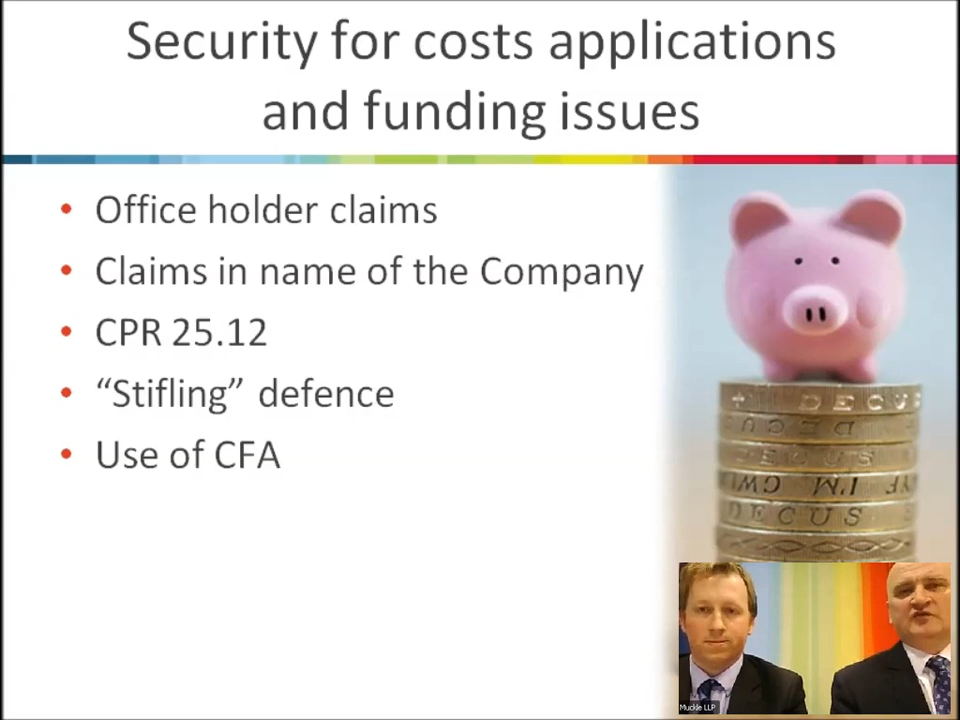 Security for costs applications
and funding issues
• Office holder claims
• Claims in name of the Company
• CPR 25.12
• “Stifling” defence
• Use of CFA
DECUS
Muckle LLP